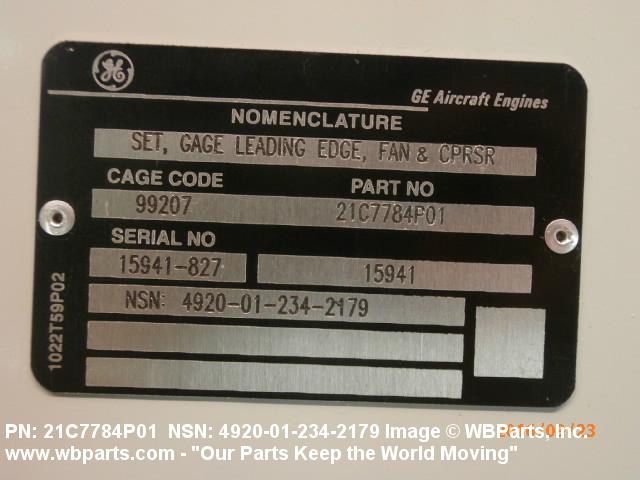 GE Aircraft Engines
NOMENCLATURE
SET, GAGE LEADING EDGE, FAN & CPRSR
CAGE CODE PART NO
99207 21C7784P01
SERIAL NO
15941-827 15941
NSN: 4920-01-234-2179
1022T59P02
PN: 21C7784P01 NSN: 4920-01-234-2179 Image © WBParts, Inc.
www.wbparts.com - "Our Parts Keep the World Moving"